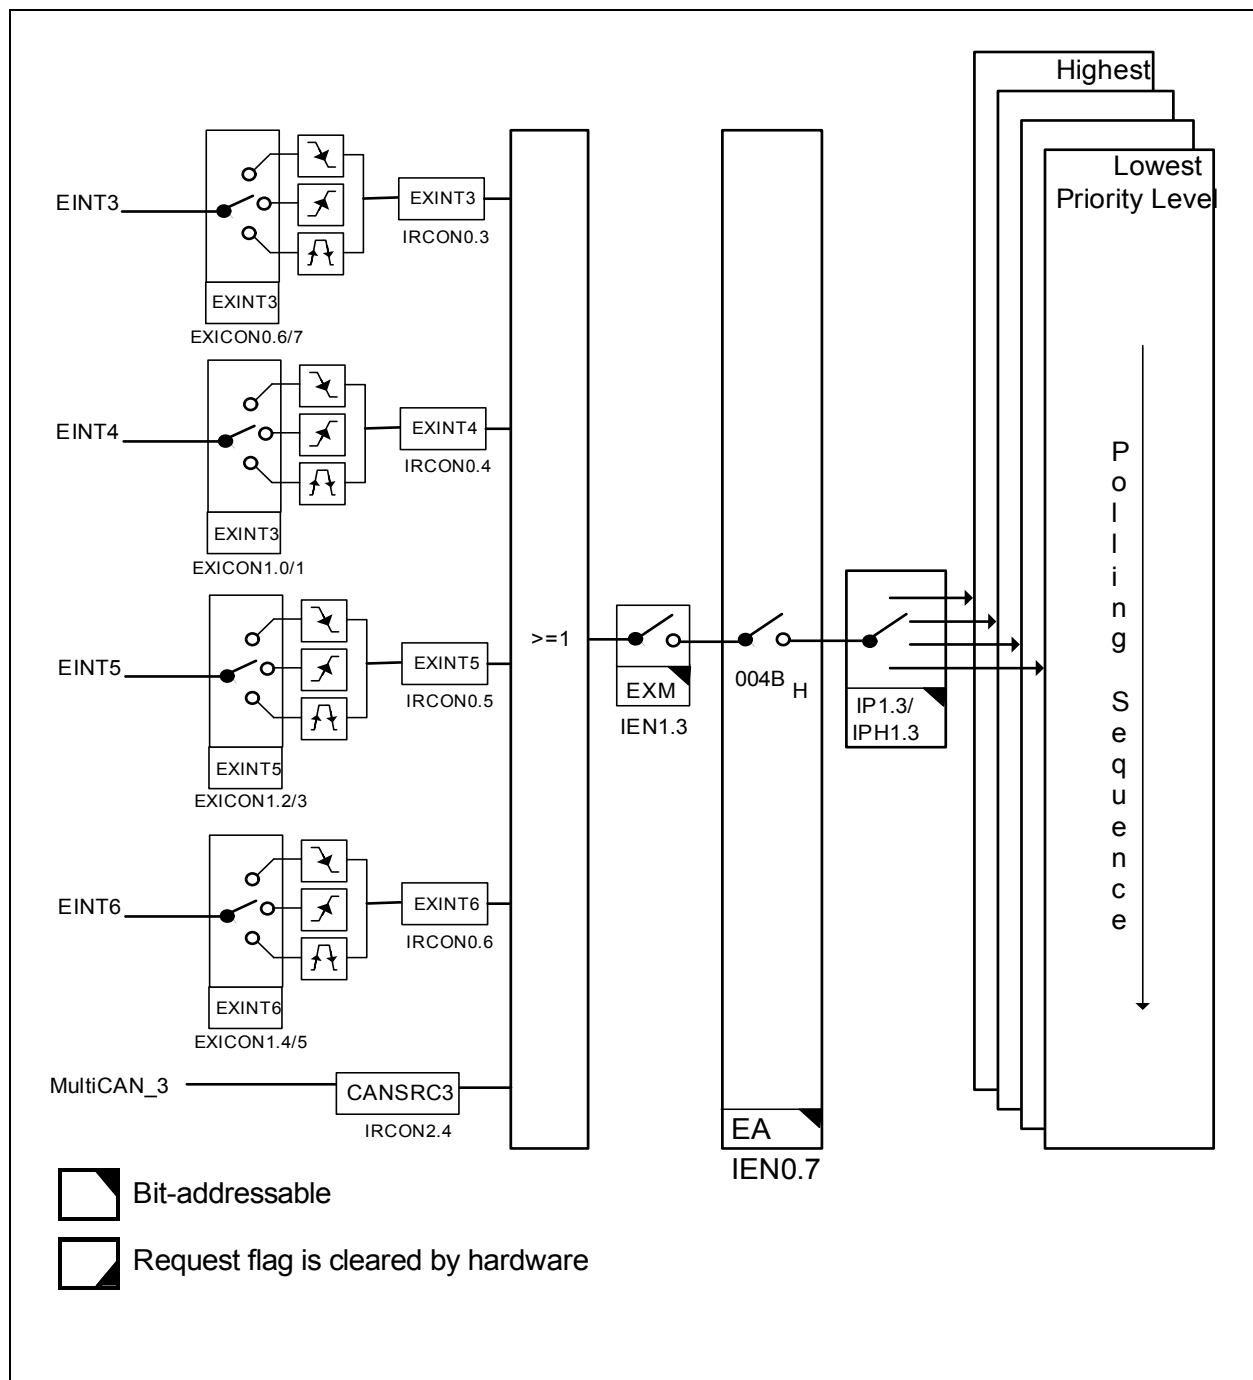 Highest
Lowest
Priority Level
EINT3
EXINT3
IRCON0.3
EXINT3
EXICON0.6/7
EINT4
EXINT4
IRCON0.4
EXINT3
EXICON1.0/1
EINT5
EXINT5
IRCON0.5
EXINT5
EXICON1.2/3
EINT6
EXINT6
IRCON0.6
EXINT6
EXICON1.4/5
MultiCAN_3
CANSRC3
IRCON2.4
>=1
EXM
IEN1.3
004B H
EA
IEN0.7
IP1.3/
IPH1.3
Polling Sequence
Bit-addressable
Request flag is cleared by hardware